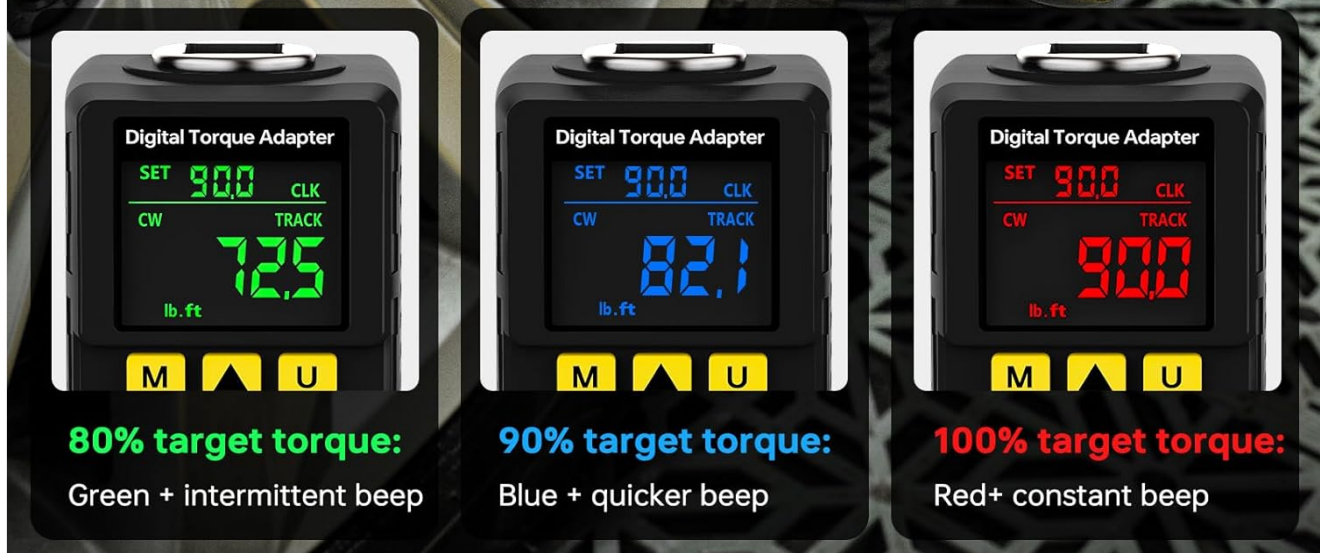 Digital Torque Adapter
SET 90.0 CLK
CW TRACK
72.5
lb.ft
M U
80% target torque:
Green + intermittent beep
Digital Torque Adapter
SET 90.0 CLK
CW TRACK
82.1
lb.ft
M U
90% target torque:
Blue + quicker beep
Digital Torque Adapter
SET 90.0 CLK
CW TRACK
90.0
lb.ft
M U
100% target torque:
Red+ constant beep